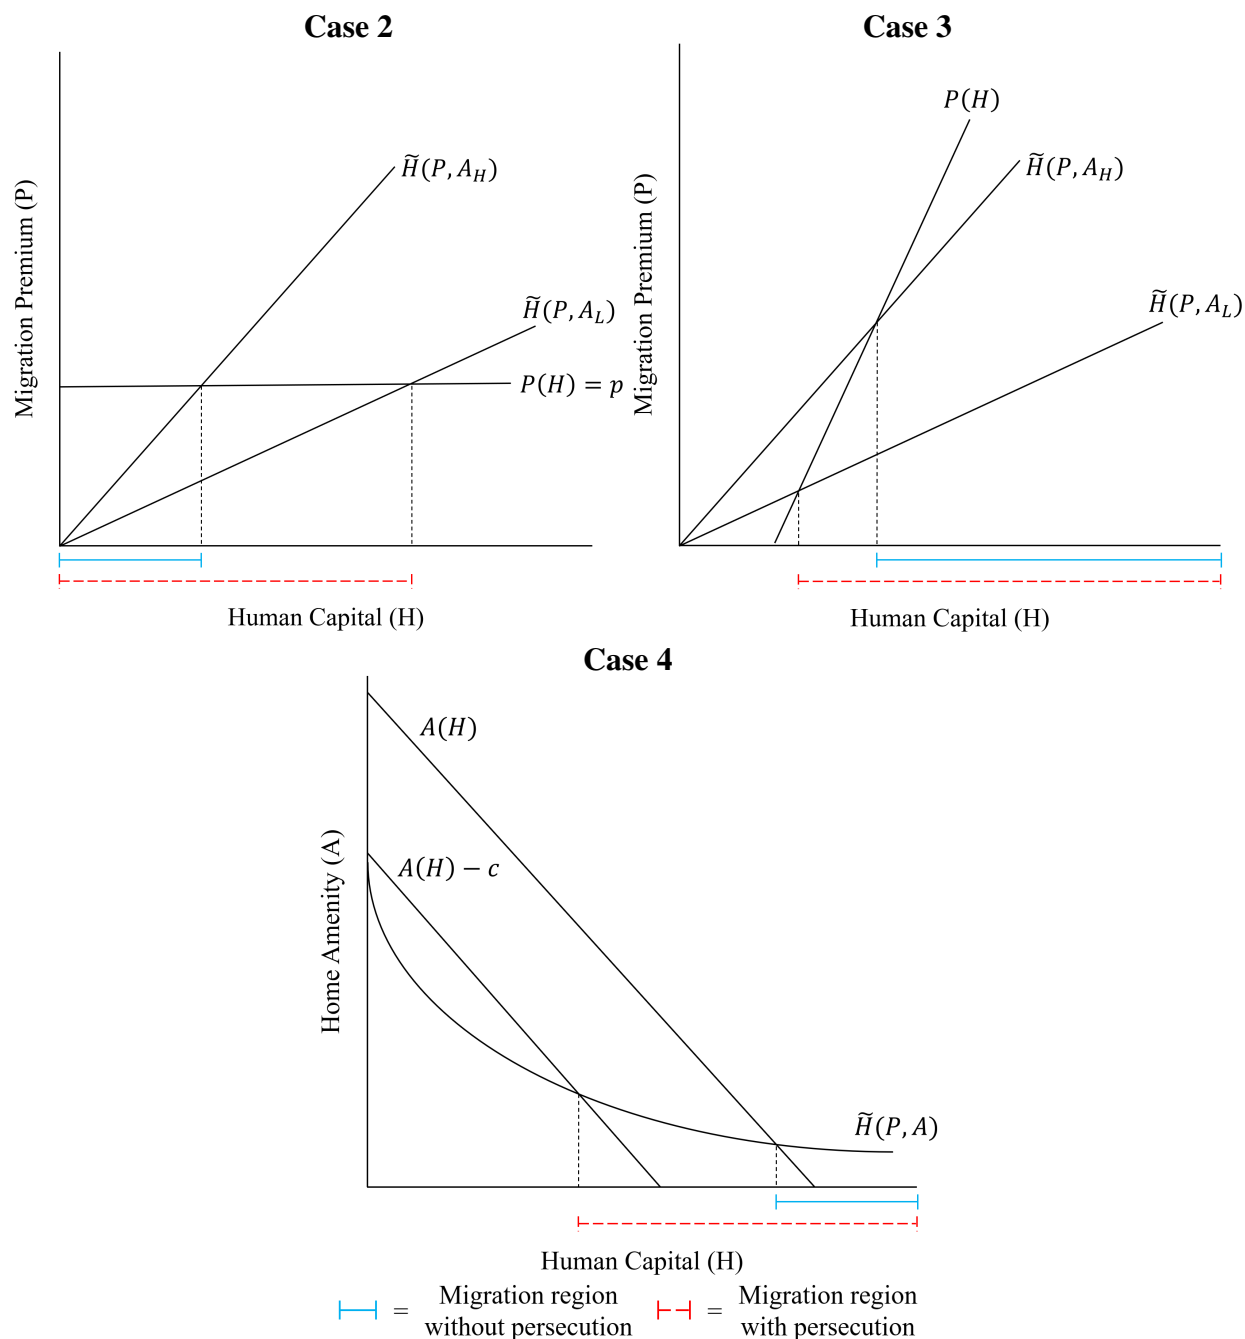 Case 2
Migration Premium (P)
H̃(P, A_H)
H̃(P, A_L)
P(H) = p
Human Capital (H)
Case 3
Migration Premium (P)
P(H)
H̃(P, A_H)
H̃(P, A_L)
Human Capital (H)
Case 4
Home Amenity (A)
A(H)
A(H) − c
H̃(P, A)
Human Capital (H)
= Migration region
without persecution
= Migration region
with persecution